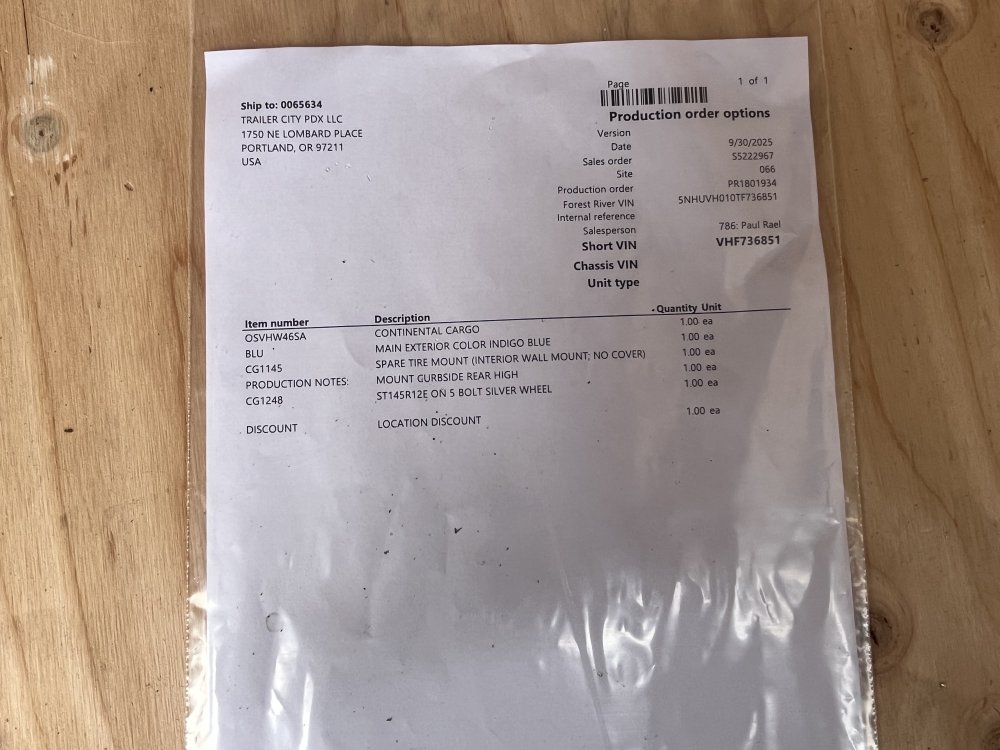 Page 1 of 1
Ship to: 0065634
TRAILER CITY PDX LLC
1750 NE LOMBARD PLACE
PORTLAND, OR 97211
USA
Production order options
Version
Date 9/30/2025
Sales order S5222967
Site 066
Production order PR1801934
Forest River VIN 5NHUVH010TF736851
Internal reference
Salesperson 786: Paul Rael
Short VIN VHF736851
Chassis VIN
Unit type
Item number Description Quantity Unit
OSVHW46SA CONTINENTAL CARGO 1.00 ea
BLU MAIN EXTERIOR COLOR INDIGO BLUE 1.00 ea
CG1145 SPARE TIRE MOUNT (INTERIOR WALL MOUNT; NO COVER) 1.00 ea
PRODUCTION NOTES: MOUNT CURBSIDE REAR HIGH 1.00 ea
CG1248 ST145R12E ON 5 BOLT SILVER WHEEL 1.00 ea
DISCOUNT LOCATION DISCOUNT 1.00 ea